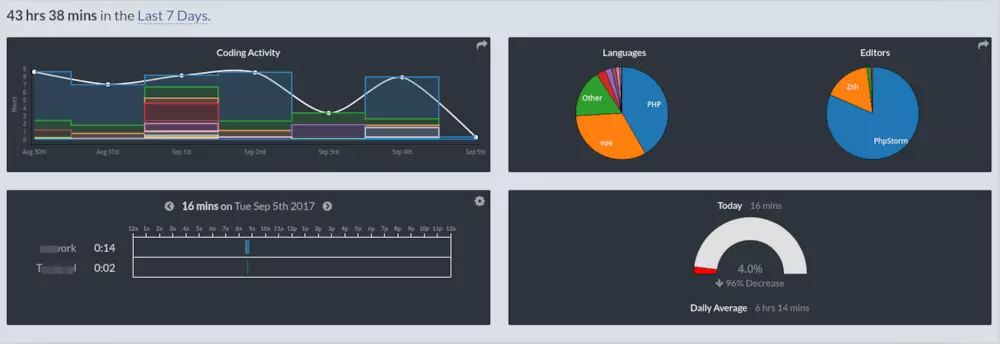 43 hrs 38 mins in the Last 7 Days.
Coding Activity
Hours
9
8
7
6
5
4
3
2
1
0
Aug 30th Aug 31st Sep 1st Sep 2nd Sep 3rd Sep 4th Sep 5th
Languages
PHP
Other
vue
Editors
Zsh
PhpStorm
16 mins on Tue Sep 5th 2017
12a 1a 2a 3a 4a 5a 6a 7a 8a 9a 10a 11a 12p 1p 2p 3p 4p 5p 6p 7p 8p 9p 10p 11p 12a
work 0:14
T l 0:02
Today 16 mins
4.0%
96% Decrease
Daily Average 6 hrs 14 mins